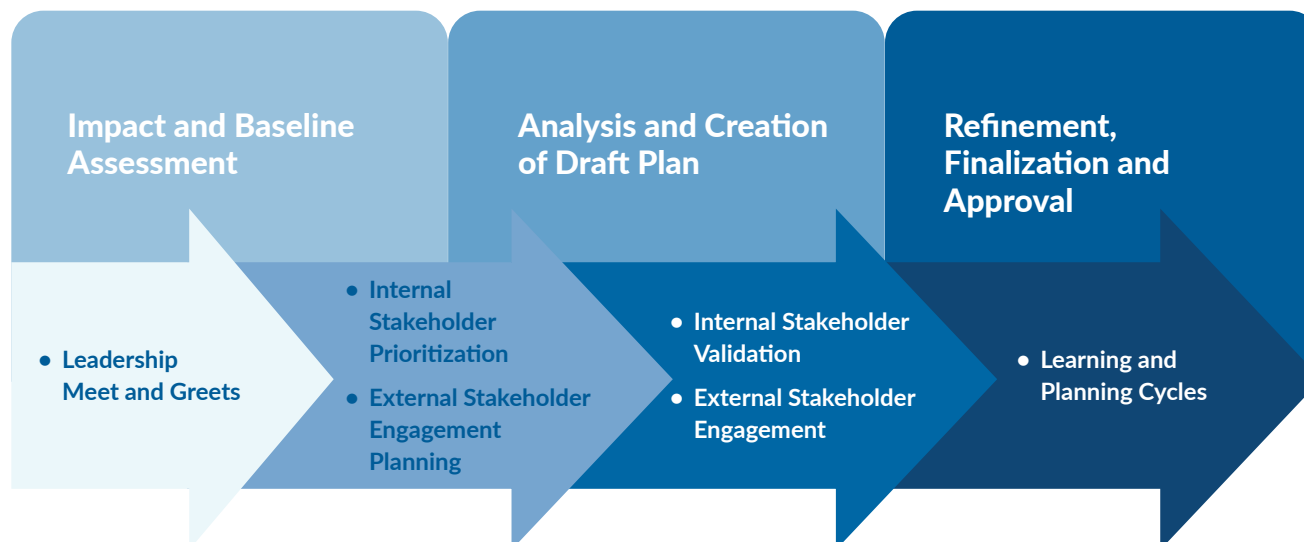 Impact and Baseline
Assessment
Analysis and Creation
of Draft Plan
Refinement,
Finalization and
Approval
• Leadership
Meet and Greets
• Internal
Stakeholder
Prioritization
• External Stakeholder
Engagement
Planning
• Internal Stakeholder
Validation
• External Stakeholder
Engagement
• Learning and
Planning Cycles